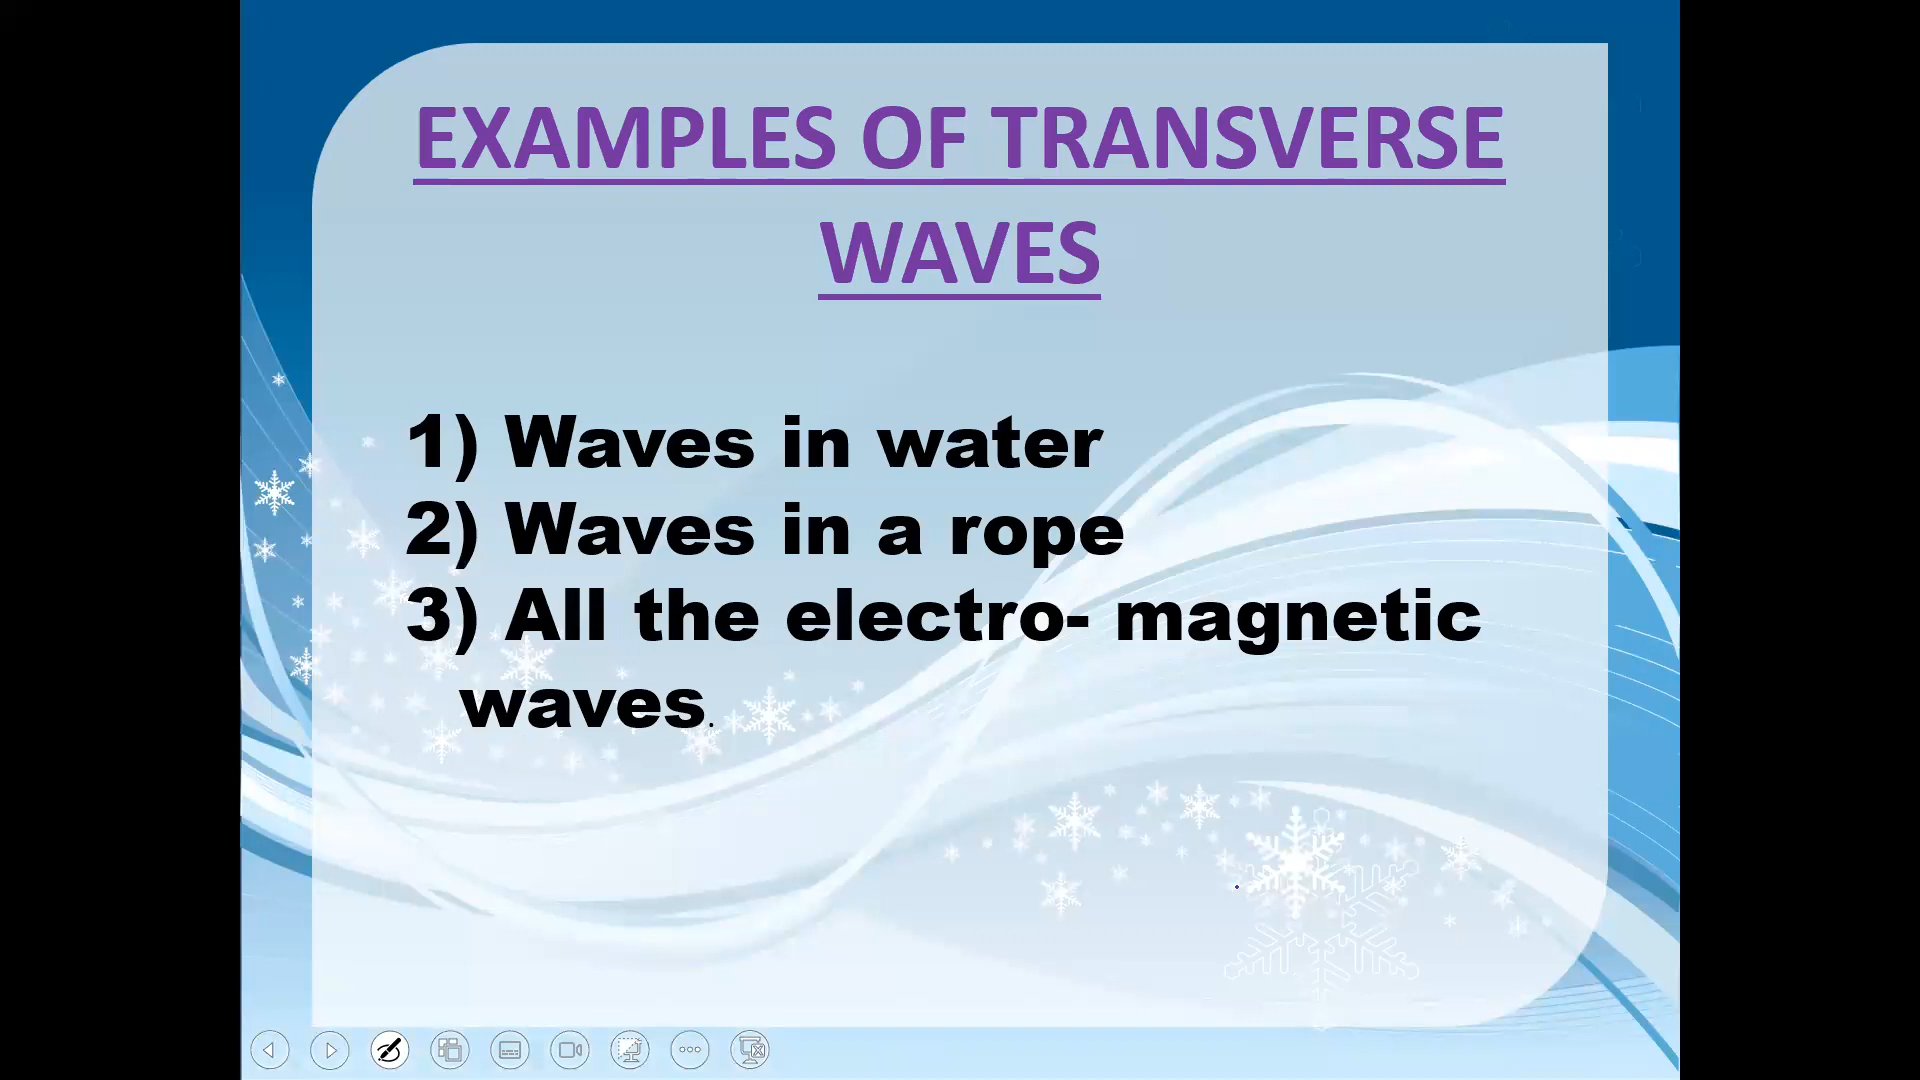 EXAMPLES OF TRANSVERSE
WAVES
1) Waves in water
2) Waves in a rope
3) All the electro- magnetic
waves.